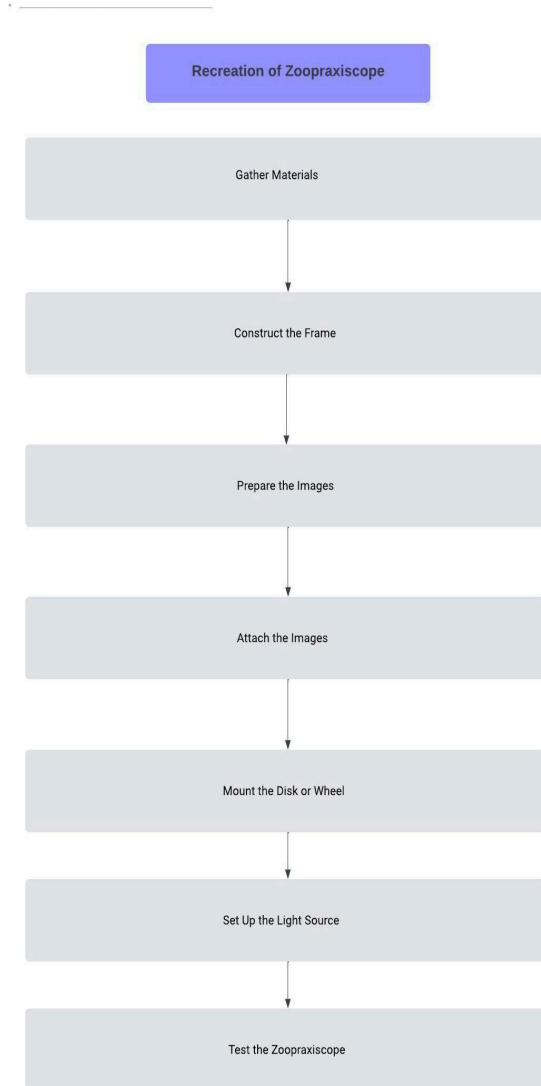 Recreation of Zoopraxiscope
Gather Materials
Construct the Frame
Prepare the Images
Attach the Images
Mount the Disk or Wheel
Set Up the Light Source
Test the Zoopraxiscope